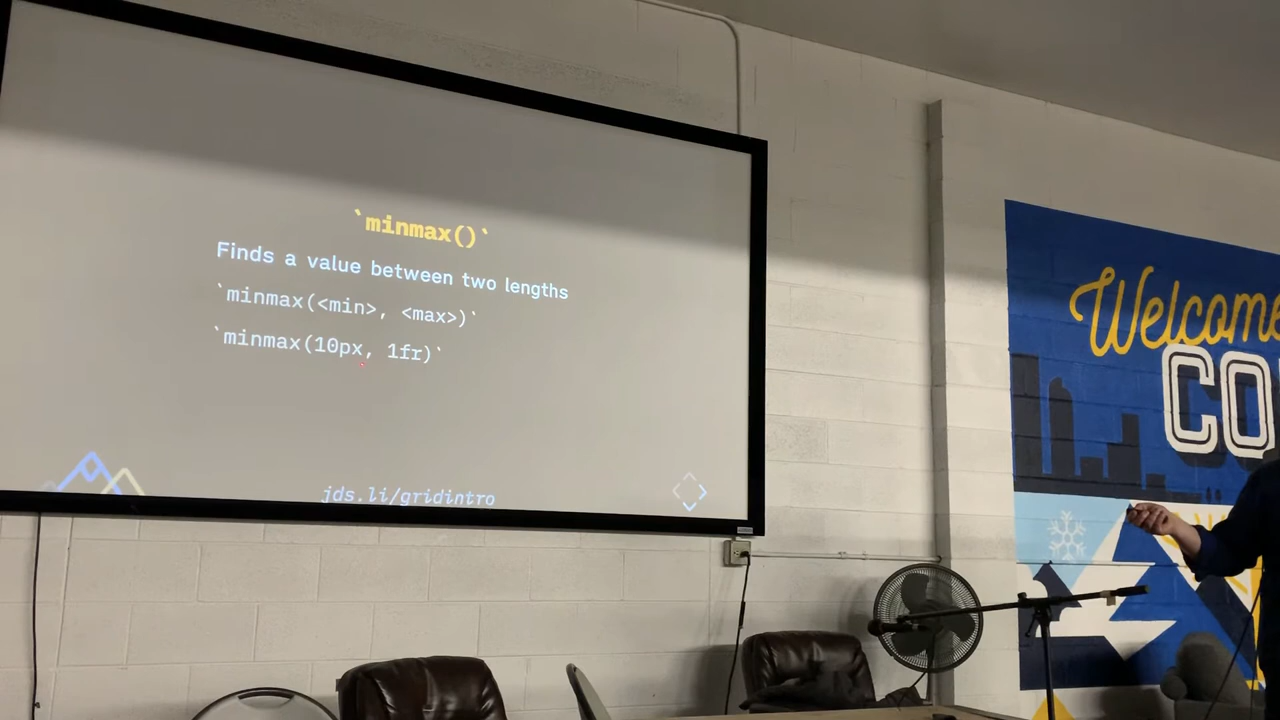 `minmax()`
Finds a value between two lengths
`minmax(<min>, <max>)`
`minmax(10px, 1fr)`
jds.li/gridintro
Welcome
CO